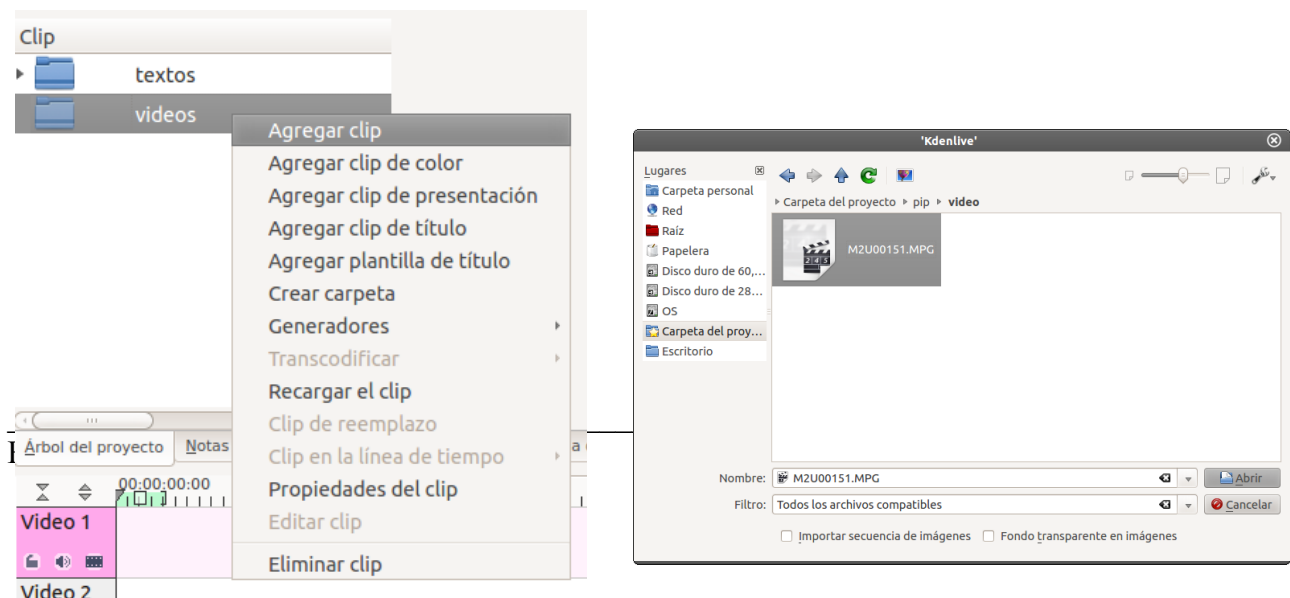 Clip
textos
videos
Agregar clip
Agregar clip de color
Agregar clip de presentación
Agregar clip de título
Agregar plantilla de título
Crear carpeta
Generadores
Transcodificar
Recargar el clip
Clip de reemplazo
Clip en la línea de tiempo
Propiedades del clip
Editar clip
Eliminar clip
Árbol del proyecto Notas
00:00:00:00
Video 1
Video 2
'Kdenlive'
Lugares
Carpeta personal
Red
Raíz
Papelera
Disco duro de 60,...
Disco duro de 28...
OS
Carpeta del proy...
Escritorio
Carpeta del proyecto pip video
M2U00151.MPG
Nombre: M2U00151.MPG Abrir
Filtro: Todos los archivos compatibles Cancelar
Importar secuencia de imágenes Fondo transparente en imágenes